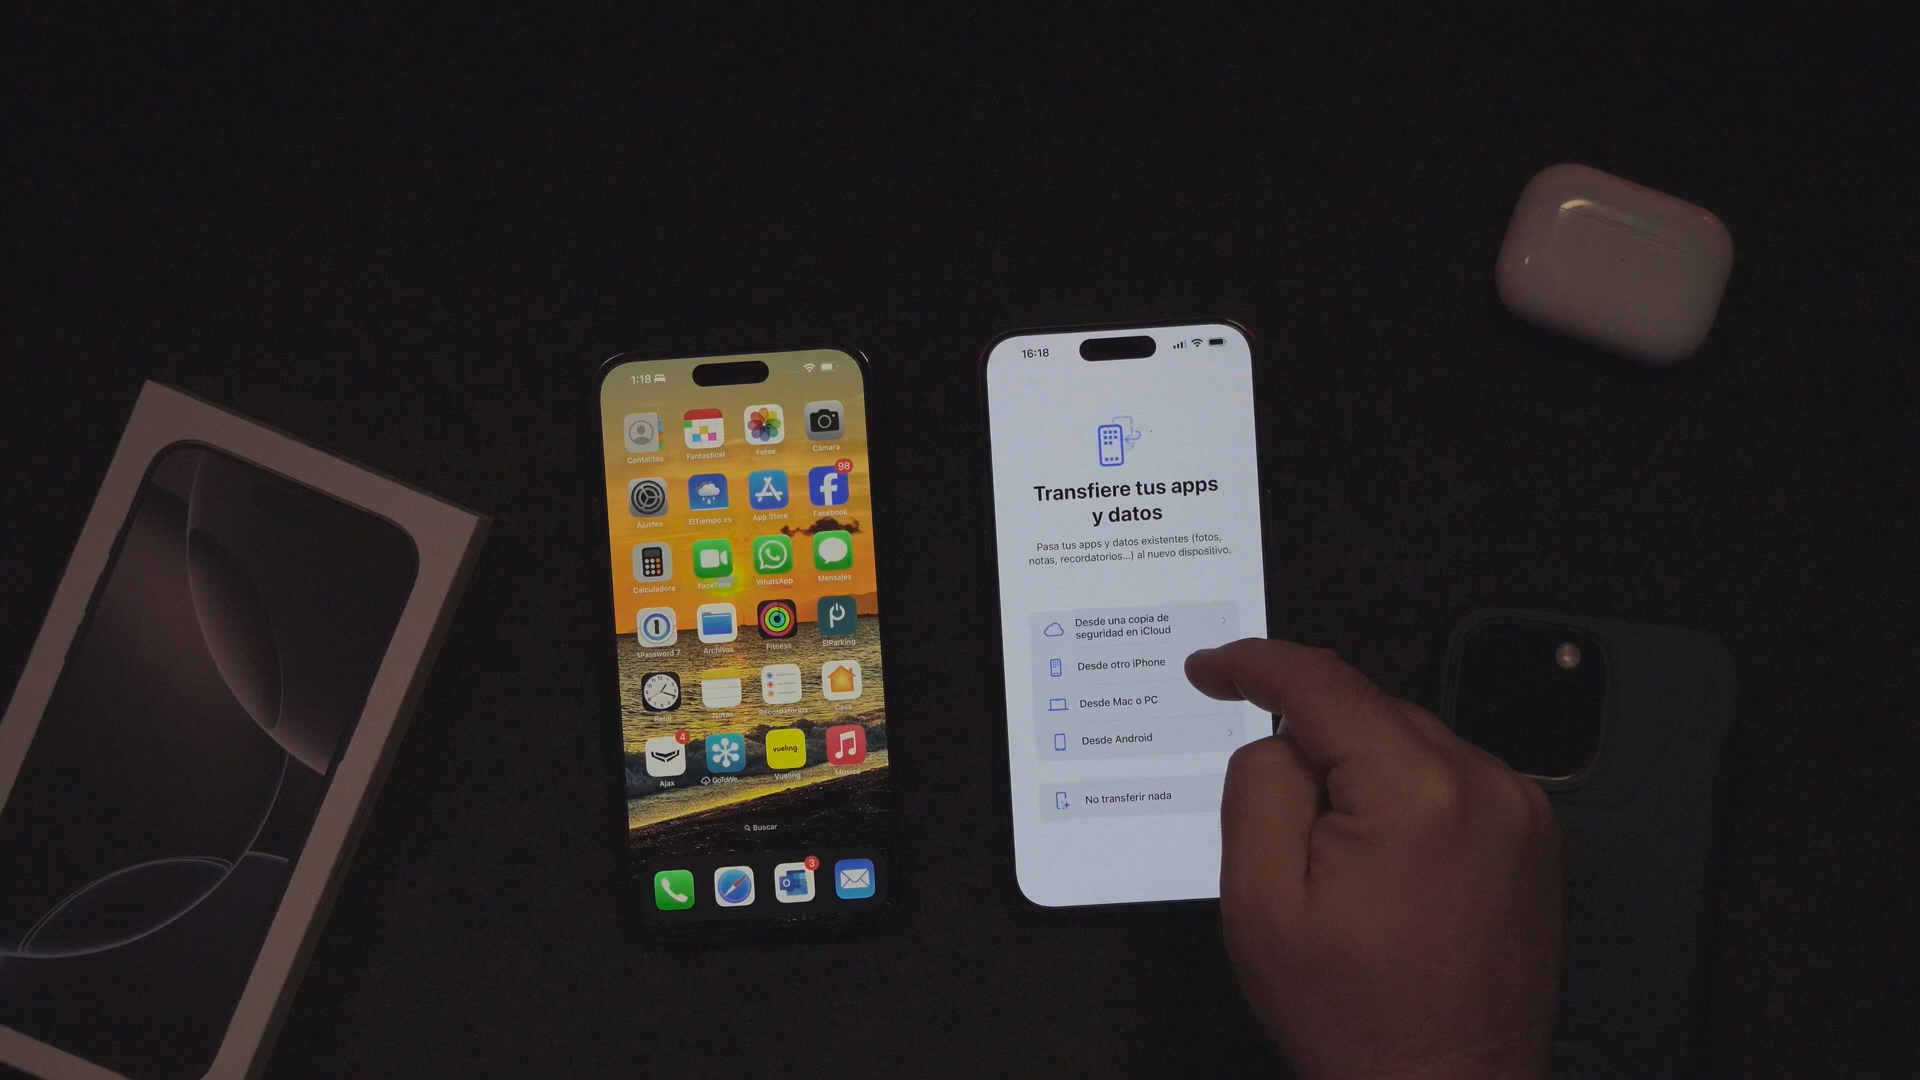 1:18
Contactos
Fantastical
Fotos
Cámara
Ajustes
ElTiempo.es
App Store
98
Facebook
Calculadora
FaceTime
WhatsApp
Mensajes
1Password 7
Archivos
Fitness
ElParking
Reloj
Notas
Recordatorios
Casa
4
Ajax
GoToWe...
vueling
Vueling
Música
Buscar
3
16:18
Transfiere tus apps
y datos
Pasa tus apps y datos existentes (fotos,
notas, recordatorios...) al nuevo dispositivo.
Desde una copia de
seguridad en iCloud
Desde otro iPhone
Desde Mac o PC
Desde Android
No transferir nada